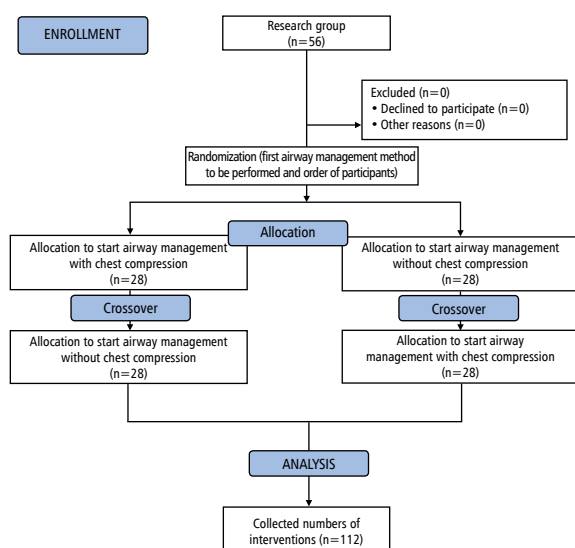 ENROLLMENT
Research group
(n=56)
Excluded (n=0)
• Declined to participate (n=0)
• Other reasons (n=0)
Randomization (first airway management method
to be performed and order of participants)
Allocation
Allocation to start airway management
with chest compression
(n=28)
Allocation to start airway management
without chest compression
(n=28)
Crossover
Crossover
Allocation to start airway management
without chest compression
(n=28)
Allocation to start airway
management with chest compression
(n=28)
ANALYSIS
Collected numbers of
interventions (n=112)